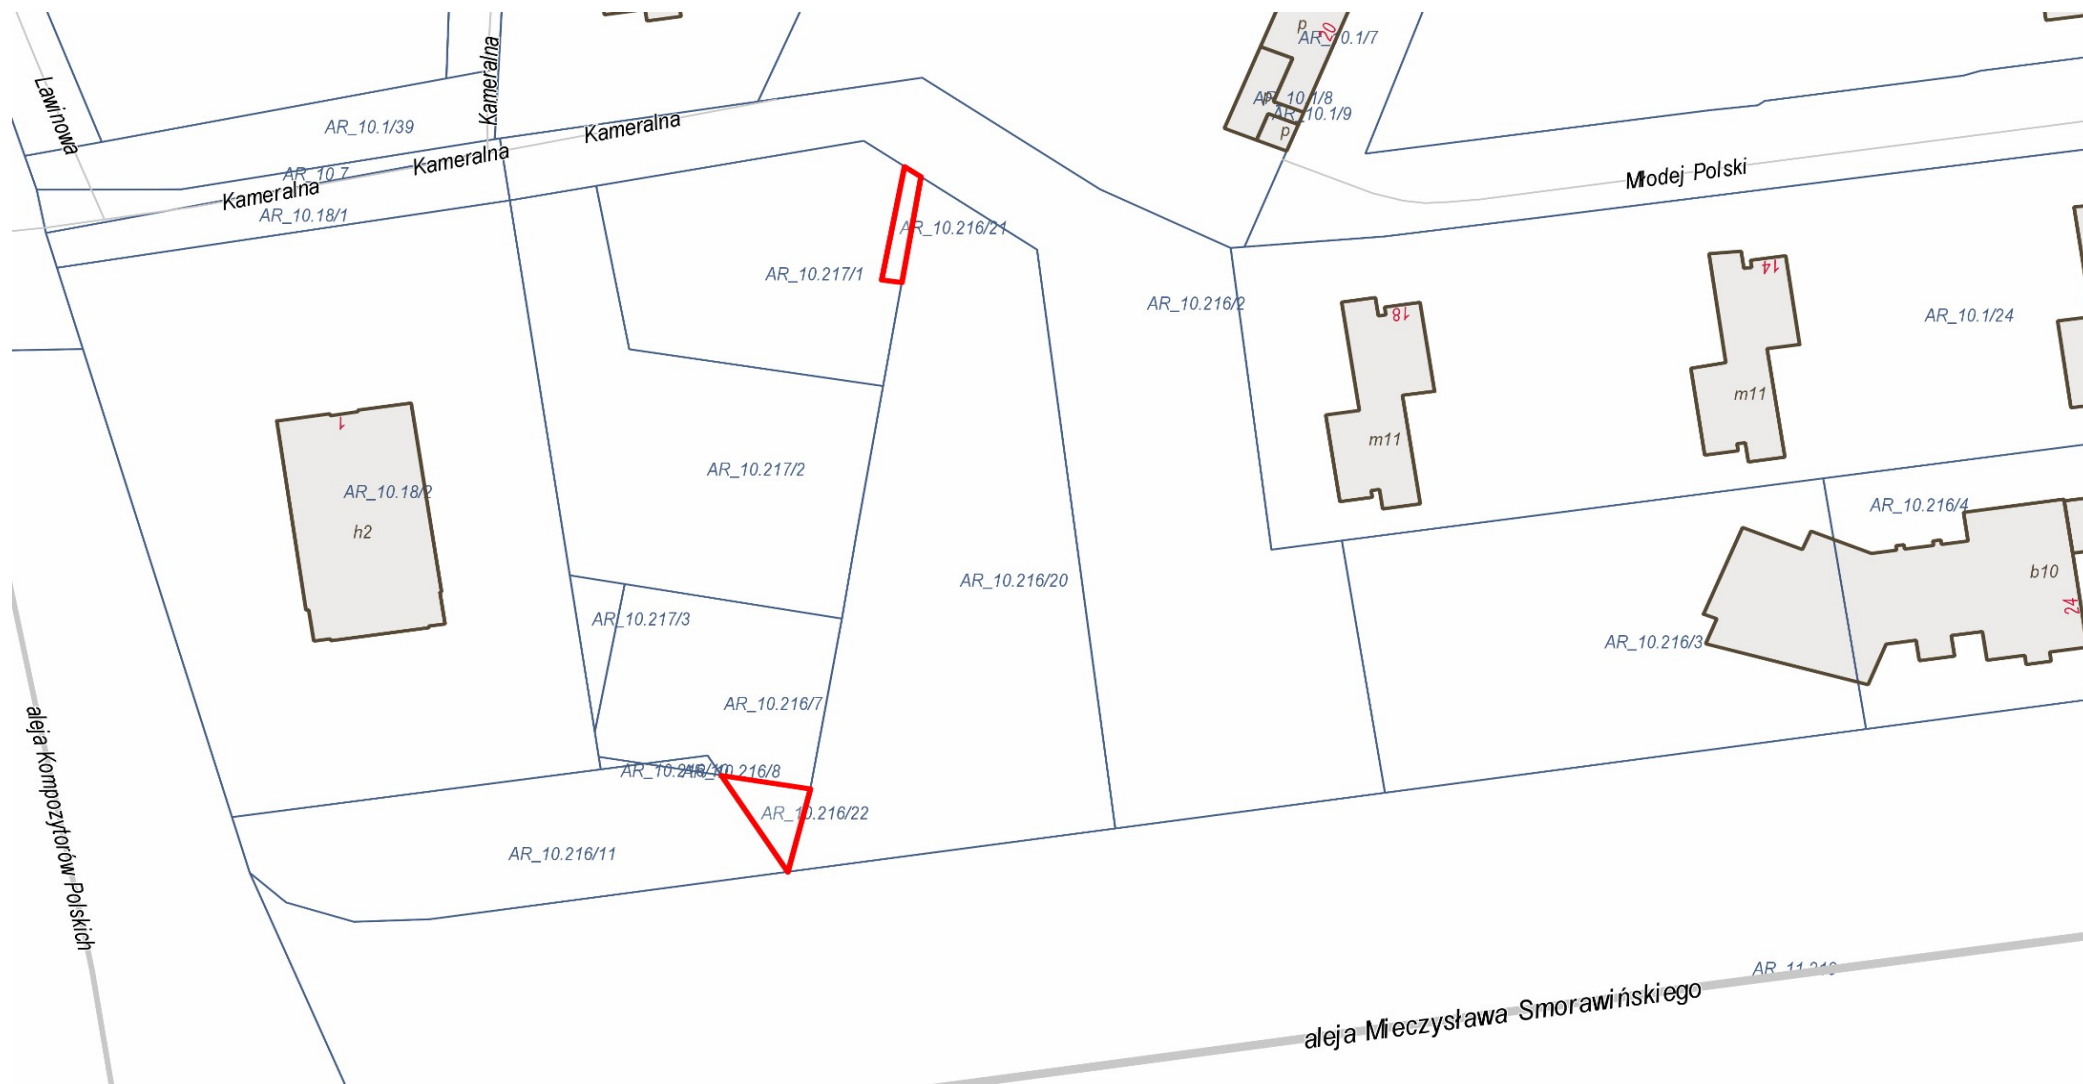 p
20
AR_10.1/7
Lawinowa
Kameralna
AR_10.1/8
p
AR_10.1/9
p
AR_10.1/39
Kameralna
Kameralna
AR_10.7
Kameralna
AR_10.18/1
Młodej Polski
AR_10.216/21
AR_10.217/1
14
AR_10.216/2
18
AR_10.1/24
m11
1
m11
AR_10.217/2
AR_10.18/2
h2
AR_10.216/4
AR_10.216/20
b10
24
AR_10.217/3
AR_10.216/3
AR_10.216/7
AR_10.216/8
AR_10.216/22
AR_10.216/11
aleja Kompozytorów Polskich
aleja Mieczysława Smorawińskiego